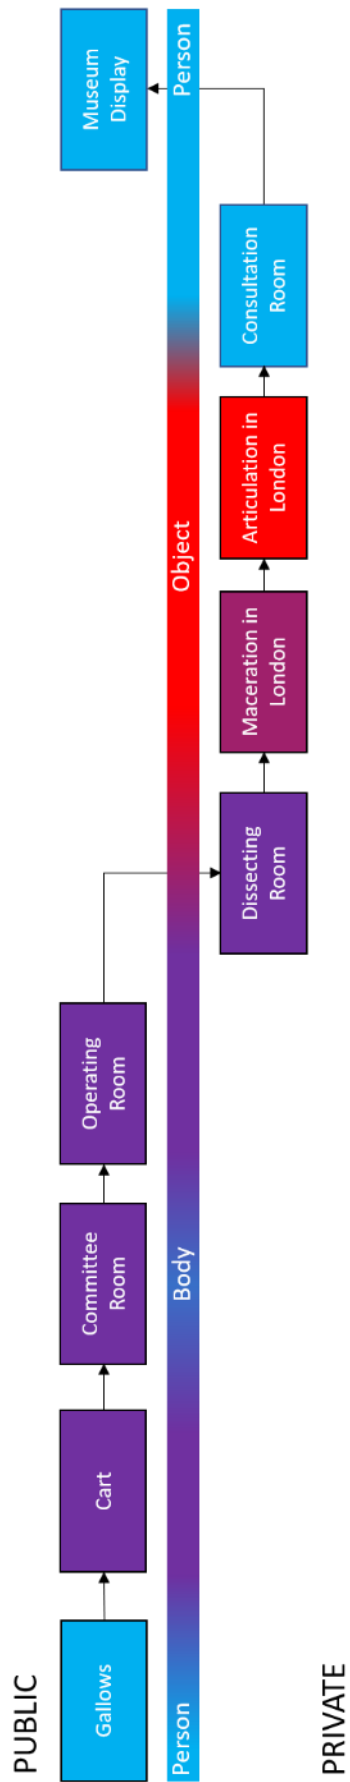 PUBLIC
Gallows
Cart
Committee
Room
Operating
Room
Museum
Display
Person
Body
Object
Person
Dissecting
Room
Maceration in
London
Articulation in
London
Consultation
Room
PRIVATE